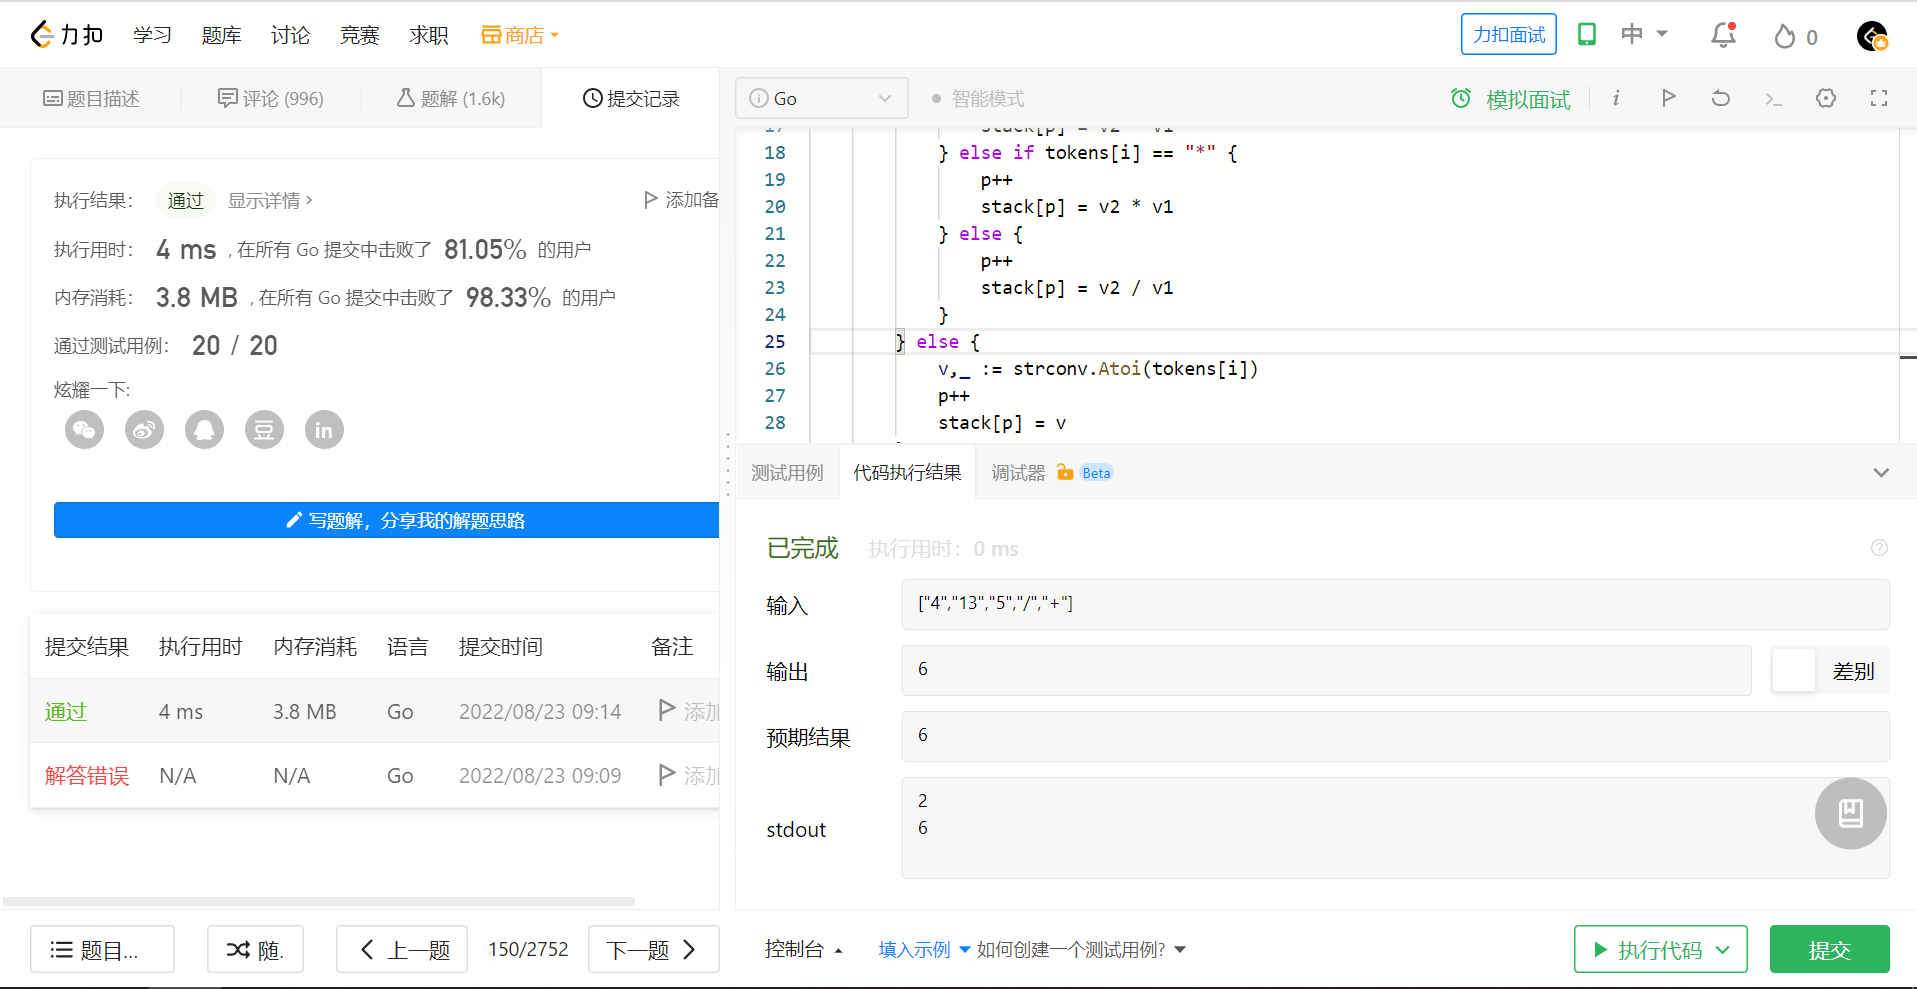 力扣 学习 题库 讨论 竞赛 求职 商店 力扣面试 中 0
题目描述 评论 (996) 题解 (1.6k) 提交记录
执行结果： 通过 显示详情 › 添加备
执行用时： 4 ms , 在所有 Go 提交中击败了 81.05% 的用户
内存消耗： 3.8 MB , 在所有 Go 提交中击败了 98.33% 的用户
通过测试用例： 20 / 20
炫耀一下:
豆 in
写题解，分享我的解题思路
提交结果 执行用时 内存消耗 语言 提交时间 备注
通过 4 ms 3.8 MB Go 2022/08/23 09:14 添加
解答错误 N/A N/A Go 2022/08/23 09:09 添加
题目... 随. 上一题 150/2752 下一题
Go 智能模式 模拟面试 i
17 stack[p] = v2 - v1
18 } else if tokens[i] == "*" {
19 p++
20 stack[p] = v2 * v1
21 } else {
22 p++
23 stack[p] = v2 / v1
24 }
25 } else {
26 v,_ := strconv.Atoi(tokens[i])
27 p++
28 stack[p] = v
测试用例 代码执行结果 调试器 Beta
已完成 执行用时：0 ms
输入 ["4","13","5","/","+"]
输出 6 差别
预期结果 6
stdout 2
6
控制台 填入示例 如何创建一个测试用例? 执行代码 提交